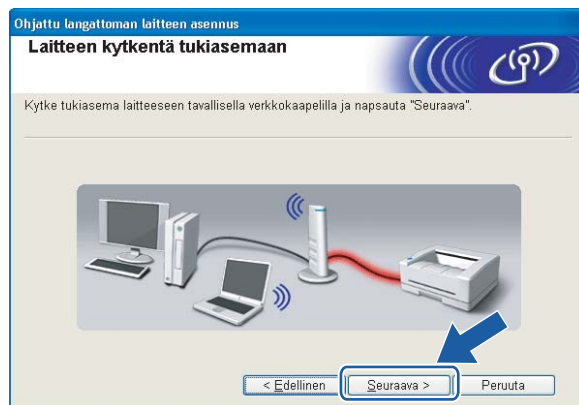 Ohjattu langattoman laitteen asennus
Laitteen kytkentä tukiasemaan
Kytke tukiasema laitteeseen tavallisella verkkokaapelilla ja napsauta "Seuraava".
< Edellinen Seuraava > Peruuta